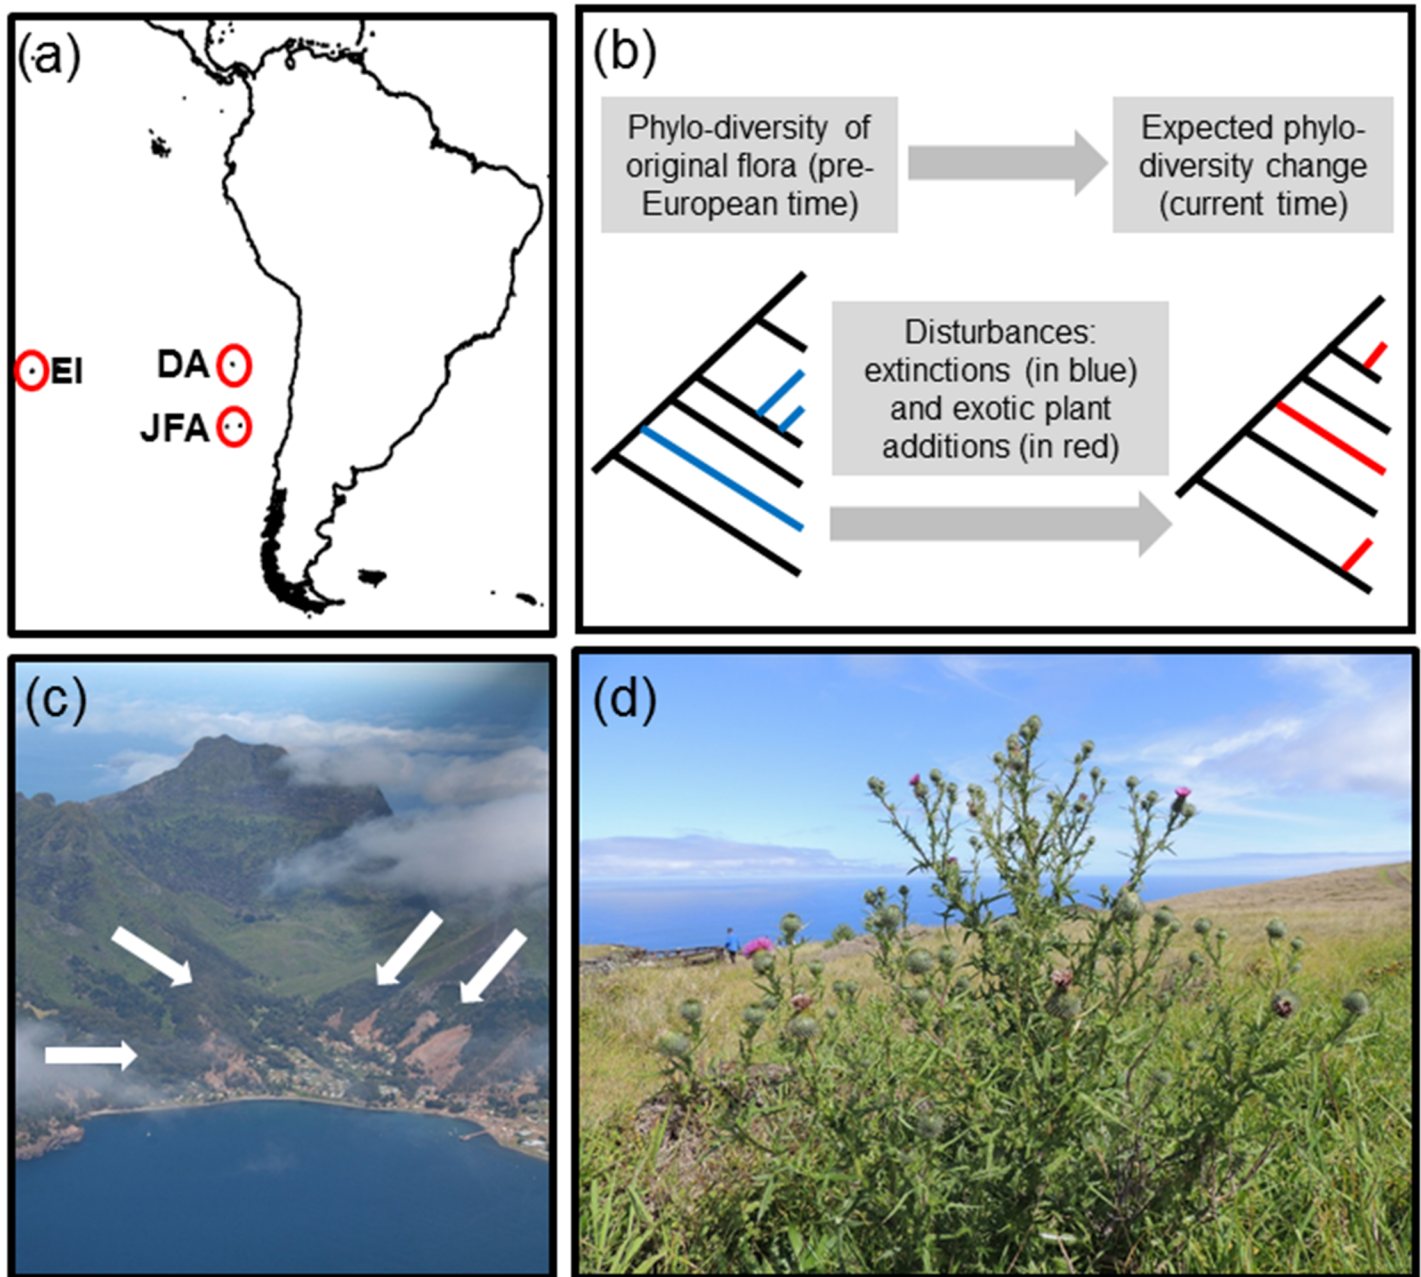 (a)
EI
DA
JFA
(b)
Phylo-diversity of
original flora (pre-
European time)
Expected phylo-
diversity change
(current time)
Disturbances:
extinctions (in blue)
and exotic plant
additions (in red)
(c)
(d)